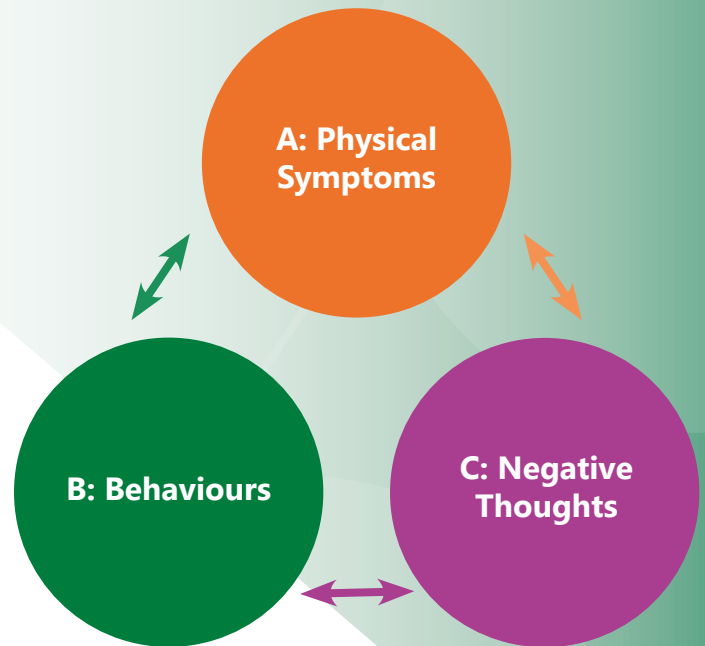 A: Physical
Symptoms
B: Behaviours
C: Negative
Thoughts